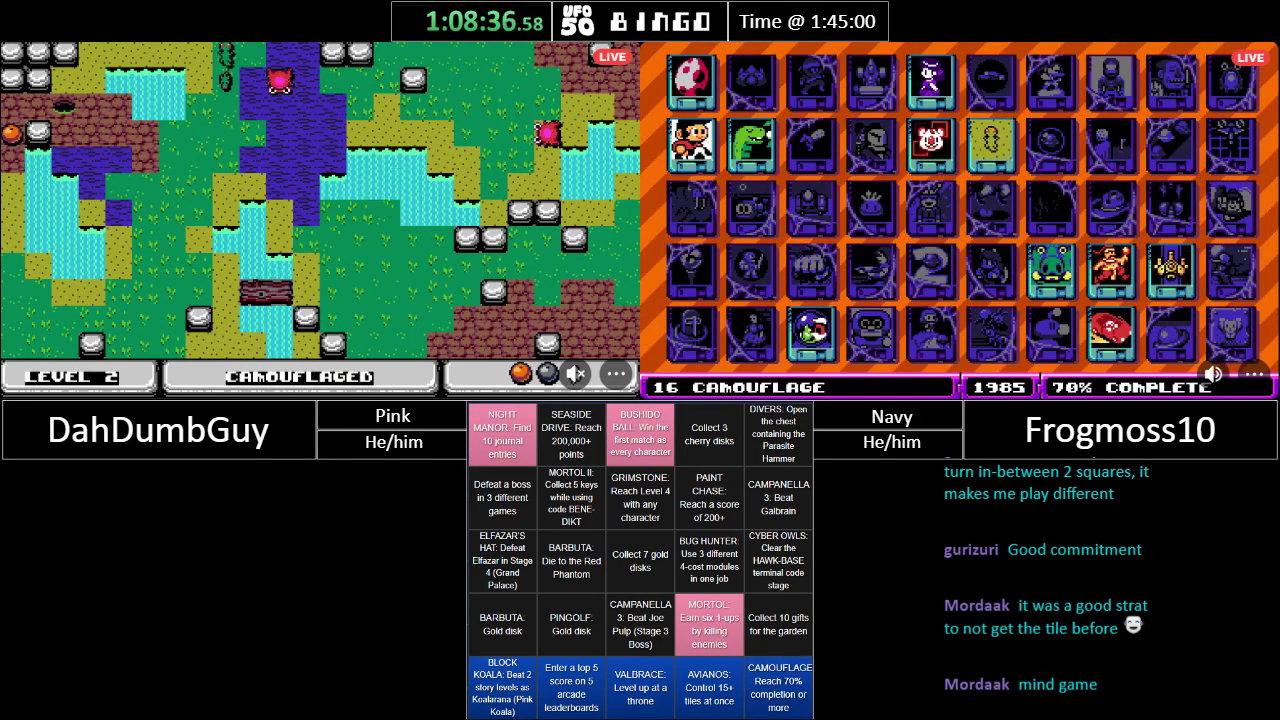 1:08:36.58
UFO 50 BINGO
Time @ 1:45:00
LIVE
LIVE
LEVEL 2
CAMOUFLAGED
16 CAMOUFLAGE
1985
70% COMPLETE
DahDumbGuy
Pink
He/him
Navy
He/him
Frogmoss10
NIGHT
MANOR: Find
10 journal
entries
SEASIDE
DRIVE: Reach
200,000+
points
BUSHIDO
BALL: Win the
first match as
every character
Collect 3
cherry disks
DIVERS: Open
the chest
containing the
Parasite
Hammer
Defeat a boss
in 3 different
games
MORTOL II:
Collect 5 keys
while using
code BENE-
DIKT
GRIMSTONE:
Reach Level 4
with any
character
PAINT
CHASE:
Reach a score
of 200+
CAMPANELLA
3: Beat
Galbrain
ELFAZAR'S
HAT: Defeat
Elfazar in Stage
4 (Grand
Palace)
BARBUTA:
Die to the Red
Phantom
Collect 7 gold
disks
BUG HUNTER:
Use 3 different
4-cost modules
in one job
CYBER OWLS:
Clear the
HAWK-BASE
terminal code
stage
BARBUTA:
Gold disk
PINGOLF:
Gold disk
CAMPANELLA
3: Beat Joe
Pulp (Stage 3
Boss)
MORTOL:
Earn six 1-ups
by killing
enemies
Collect 10 gifts
for the garden
BLOCK
KOALA: Beat 2
story levels as
Koalarana (Pink
Koala)
Enter a top 5
score on 5
arcade
leaderboards
VALBRACE:
Level up at a
throne
AVIANOS:
Control 15+
tiles at once
CAMOUFLAGE
Reach 70%
completion or
more
turn in-between 2 squares, it
makes me play different
gurizuri Good commitment
Mordaak it was a good strat
to not get the tile before
Mordaak mind game